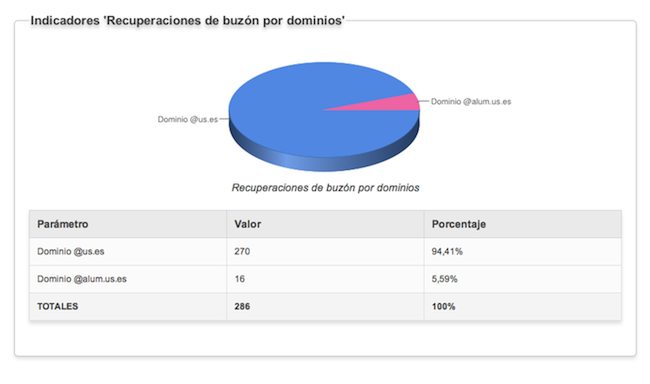 Indicadores 'Recuperaciones de buzón por dominios'
Dominio @alum.us.es
Dominio @us.es
Recuperaciones de buzón por dominios
Parámetro Valor Porcentaje
Dominio @us.es 270 94,41%
Dominio @alum.us.es 16 5,59%
TOTALES 286 100%